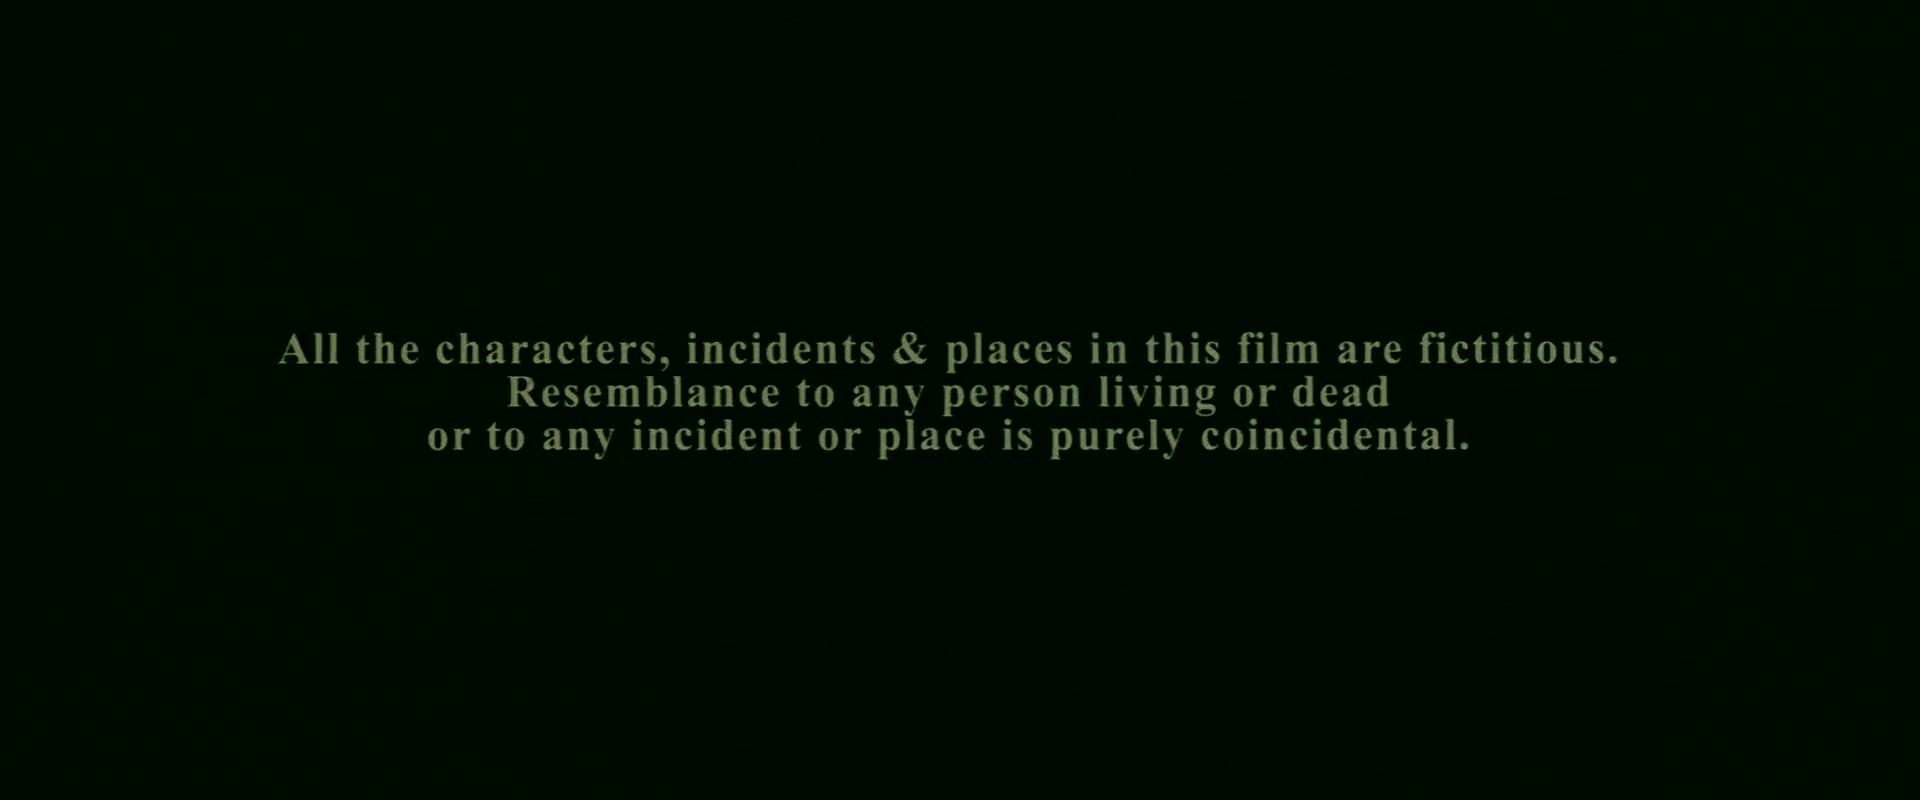 All the characters, incidents & places in this film are fictitious.
Resemblance to any person living or dead
or to any incident or place is purely coincidental.